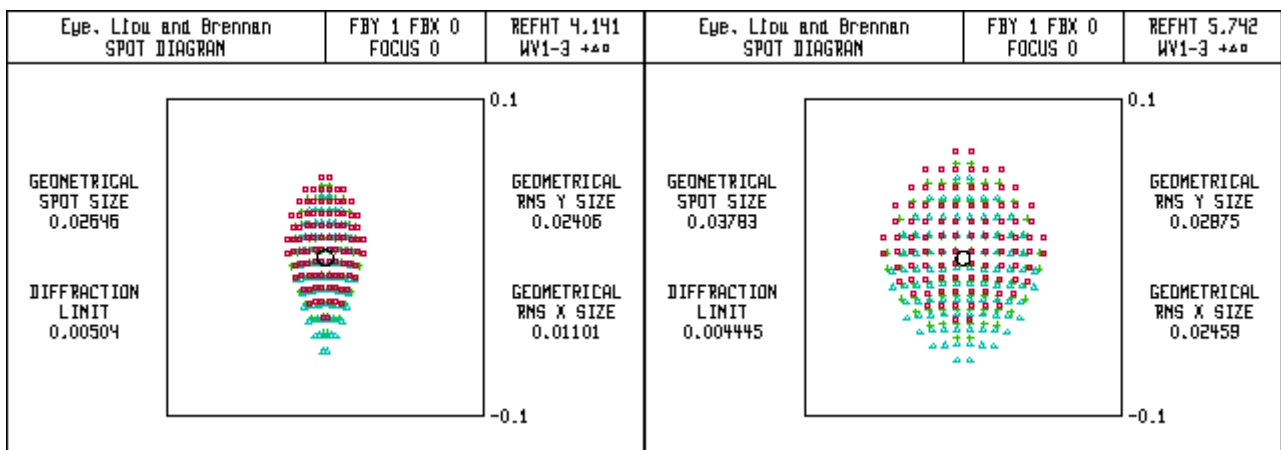 Eye, Liou and Brennan
SPOT DIAGRAM
FBY 1 FBX 0
FOCUS 0
REFHT 4.141
WV1-3 +△□
0.1
GEOMETRICAL
SPOT SIZE
0.02646
GEOMETRICAL
RMS Y SIZE
0.02406
DIFFRACTION
LIMIT
0.00504
GEOMETRICAL
RMS X SIZE
0.01101
-0.1
Eye, Liou and Brennan
SPOT DIAGRAM
FBY 1 FBX 0
FOCUS 0
REFHT 5.742
WV1-3 +△□
0.1
GEOMETRICAL
SPOT SIZE
0.03783
GEOMETRICAL
RMS Y SIZE
0.02875
DIFFRACTION
LIMIT
0.004445
GEOMETRICAL
RMS X SIZE
0.02459
-0.1